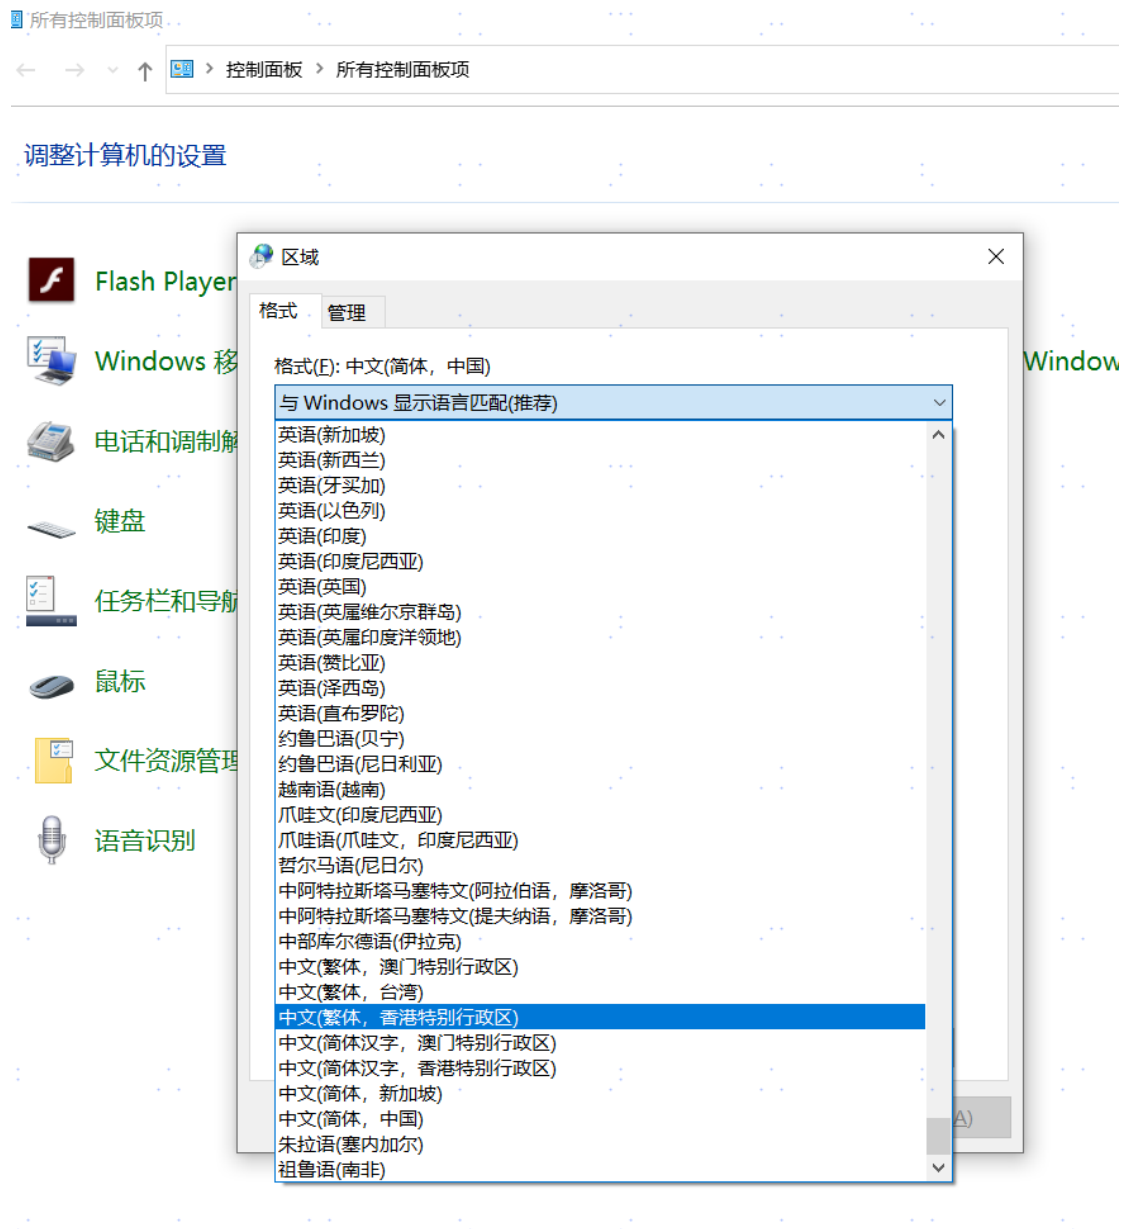 所有控制面板项
控制面板 > 所有控制面板项
调整计算机的设置
Flash Player
Windows 移
Window
电话和调制解
键盘
任务栏和导航
鼠标
文件资源管理
语音识别
区域
格式
管理
格式(F): 中文(简体，中国)
与 Windows 显示语言匹配(推荐)
英语(新加坡)
英语(新西兰)
英语(牙买加)
英语(以色列)
英语(印度)
英语(印度尼西亚)
英语(英国)
英语(英属维尔京群岛)
英语(英属印度洋领地)
英语(赞比亚)
英语(泽西岛)
英语(直布罗陀)
约鲁巴语(贝宁)
约鲁巴语(尼日利亚)
越南语(越南)
爪哇文(印度尼西亚)
爪哇语(爪哇文，印度尼西亚)
哲尔马语(尼日尔)
中阿特拉斯塔马塞特文(阿拉伯语，摩洛哥)
中阿特拉斯塔马塞特文(提夫纳语，摩洛哥)
中部库尔德语(伊拉克)
中文(繁体，澳门特别行政区)
中文(繁体，台湾)
中文(繁体，香港特别行政区)
中文(简体汉字，澳门特别行政区)
中文(简体汉字，香港特别行政区)
中文(简体，新加坡)
中文(简体，中国)
朱拉语(塞内加尔)
祖鲁语(南非)
A)